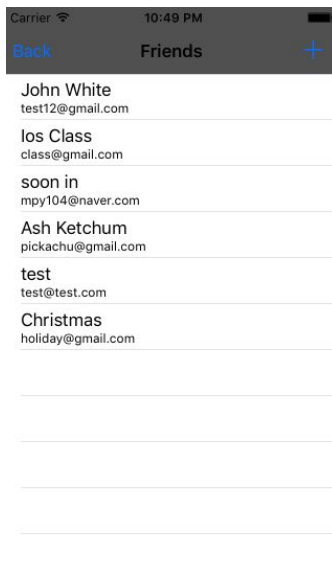 Carrier 10:49 PM
Back Friends +
John White
test12@gmail.com
Ios Class
class@gmail.com
soon in
mpy104@naver.com
Ash Ketchum
pickachu@gmail.com
test
test@test.com
Christmas
holiday@gmail.com